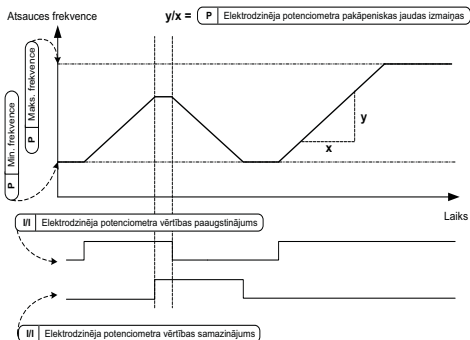 Atsauces frekvence
y/x = P Elektrodzinēja potenciometra pakāpeniskas jaudas izmaiņas
P Maks. frekvence
P Min. frekvence
y
x
Laiks
I/I Elektrodzinēja potenciometra vērtības paaugstinājums
I/I Elektrodzinēja potenciometra vērtības samazinājums